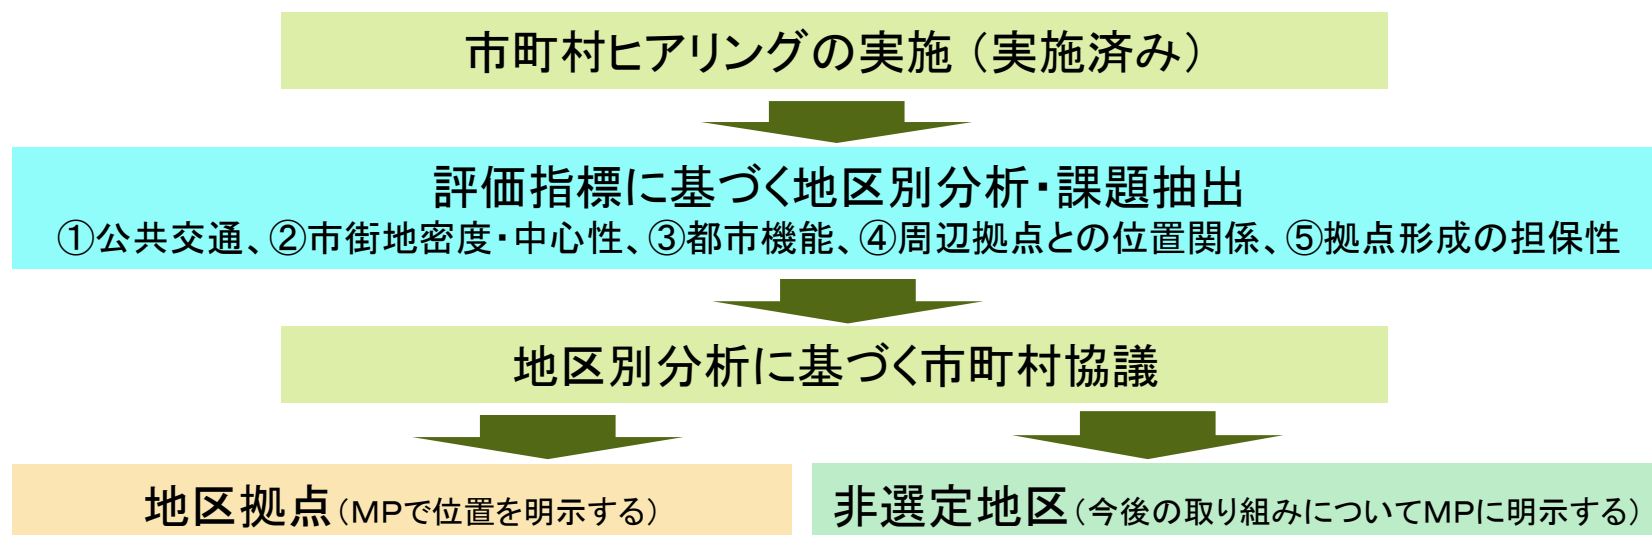 市町村ヒアリングの実施（実施済み）
評価指標に基づく地区別分析・課題抽出
①公共交通、②市街地密度・中心性、③都市機能、④周辺拠点との位置関係、⑤拠点形成の担保性
地区別分析に基づく市町村協議
地区拠点（ＭＰで位置を明示する）
非選定地区（今後の取り組みについてＭＰに明示する）